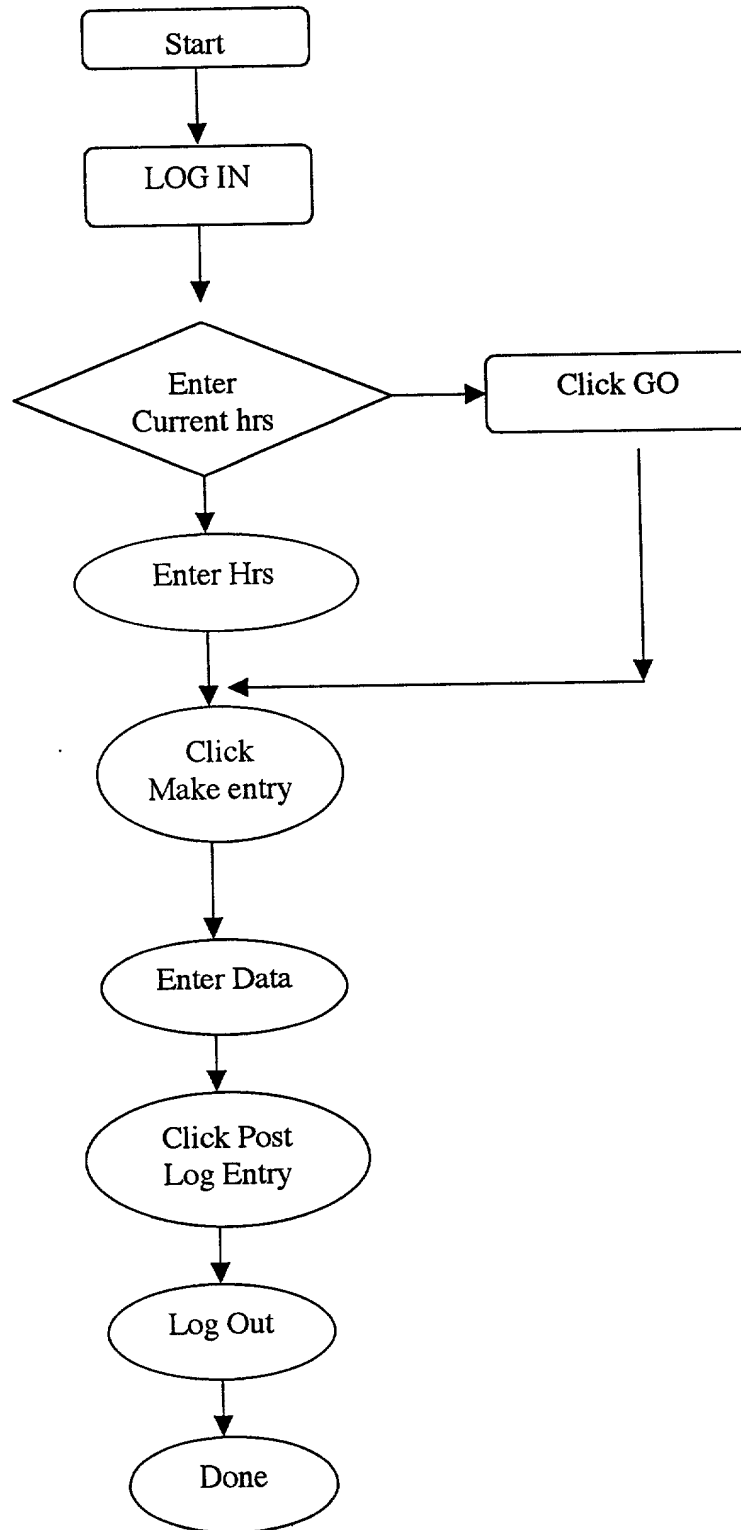 Start
LOG IN
Enter
Current hrs
Click GO
Enter Hrs
Click
Make entry
Enter Data
Click Post
Log Entry
Log Out
Done